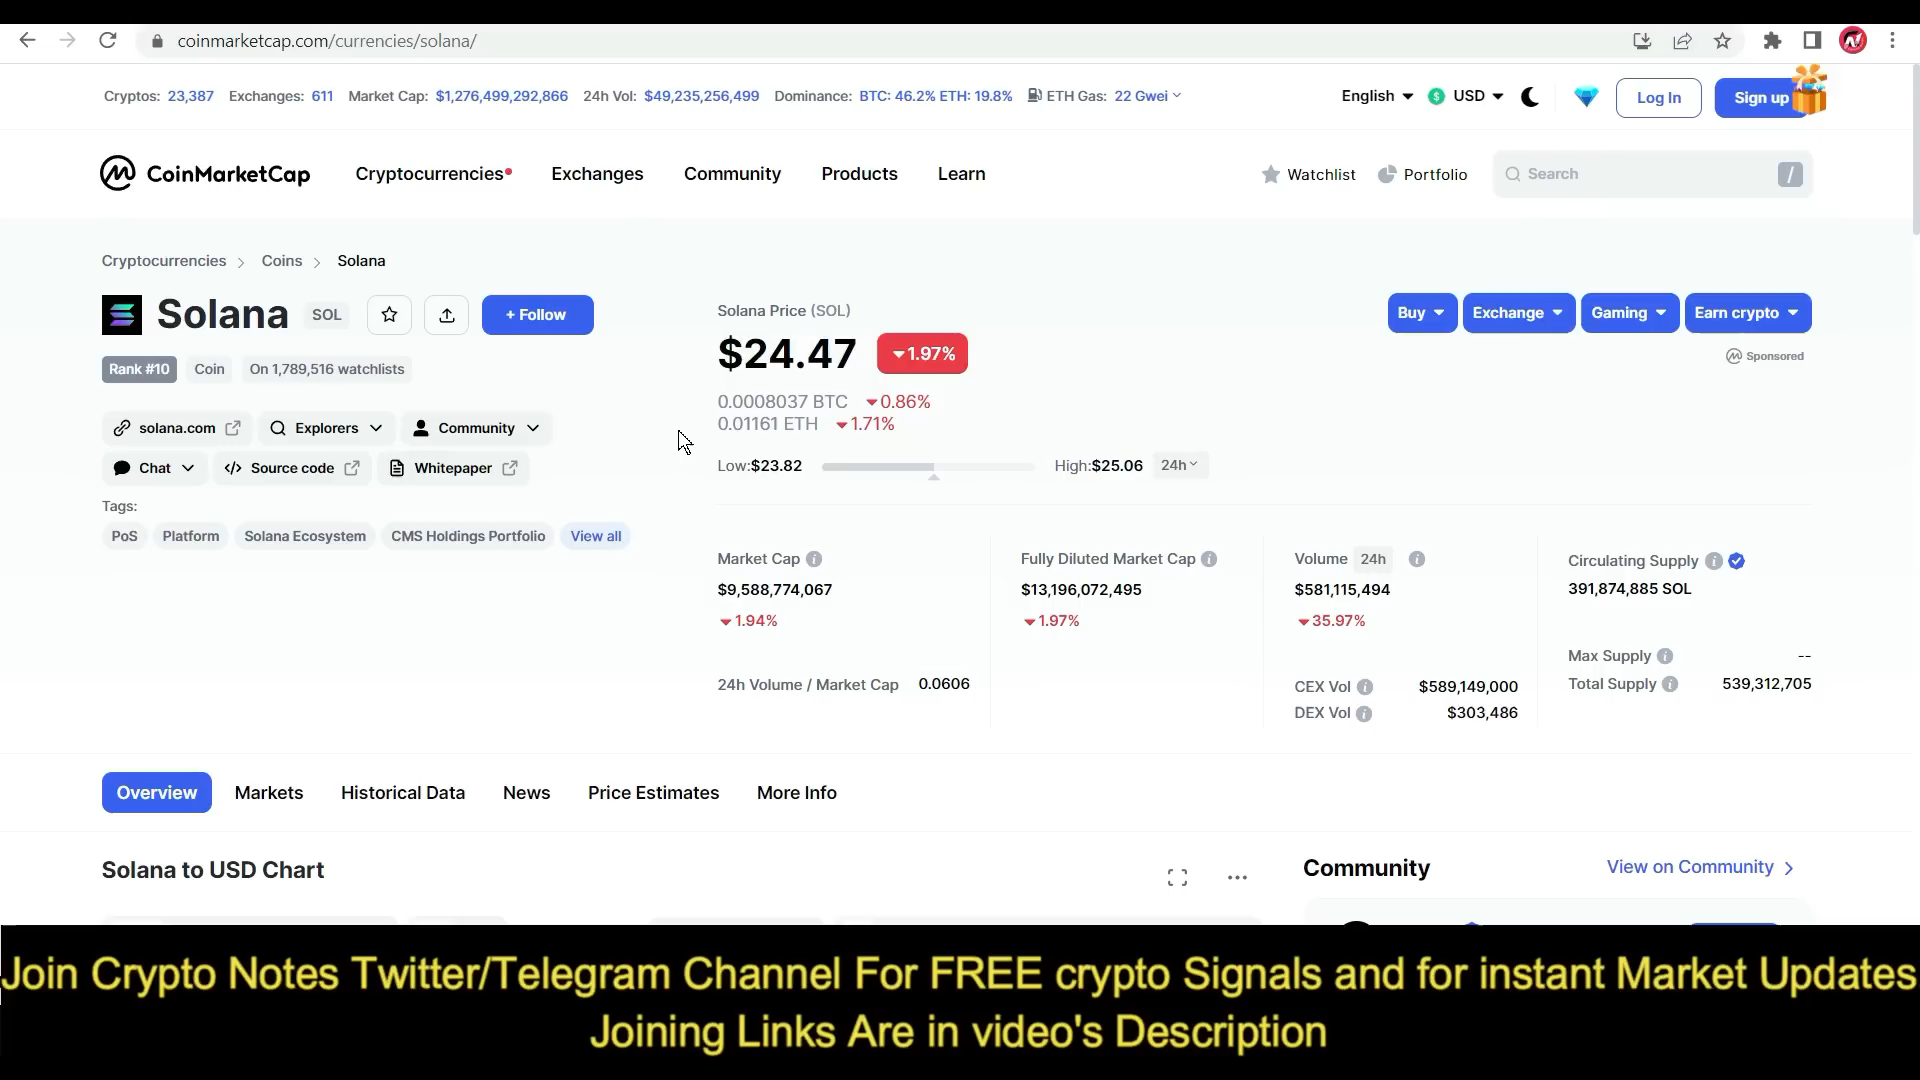 coinmarketcap.com/currencies/solana/
Cryptos: 23,387 Exchanges: 611 Market Cap: $1,276,499,292,866 24h Vol: $49,235,256,499 Dominance: BTC: 46.2% ETH: 19.8% ETH Gas: 22 Gwei
English USD Log In Sign up
CoinMarketCap Cryptocurrencies Exchanges Community Products Learn Watchlist Portfolio Search /
Cryptocurrencies > Coins > Solana
Solana SOL + Follow
Rank #10 Coin On 1,789,516 watchlists
solana.com Explorers Community
Chat Source code Whitepaper
Tags:
PoS Platform Solana Ecosystem CMS Holdings Portfolio View all
Solana Price (SOL)
$24.47 1.97%
0.0008037 BTC 0.86%
0.01161 ETH 1.71%
Low:$23.82 High:$25.06 24h
Buy Exchange Gaming Earn crypto
Sponsored
Market Cap
$9,588,774,067
1.94%
24h Volume / Market Cap 0.0606
Fully Diluted Market Cap
$13,196,072,495
1.97%
Volume 24h
$581,115,494
35.97%
CEX Vol $589,149,000
DEX Vol $303,486
Circulating Supply
391,874,885 SOL
Max Supply --
Total Supply 539,312,705
Overview Markets Historical Data News Price Estimates More Info
Solana to USD Chart
Community View on Community >
Join Crypto Notes Twitter/Telegram Channel For FREE crypto Signals and for instant Market Updates
Joining Links Are in video's Description